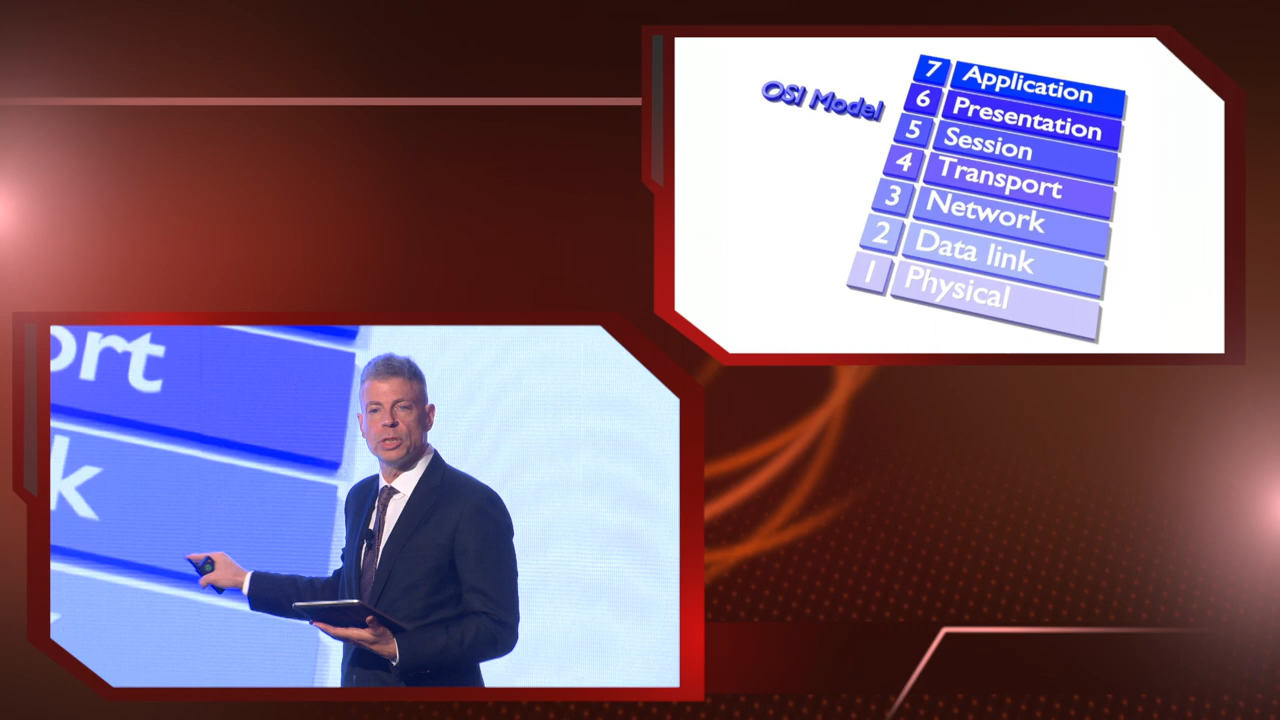 OSI Model
7 Application
6 Presentation
5 Session
4 Transport
3 Network
2 Data link
1 Physical
ort
k